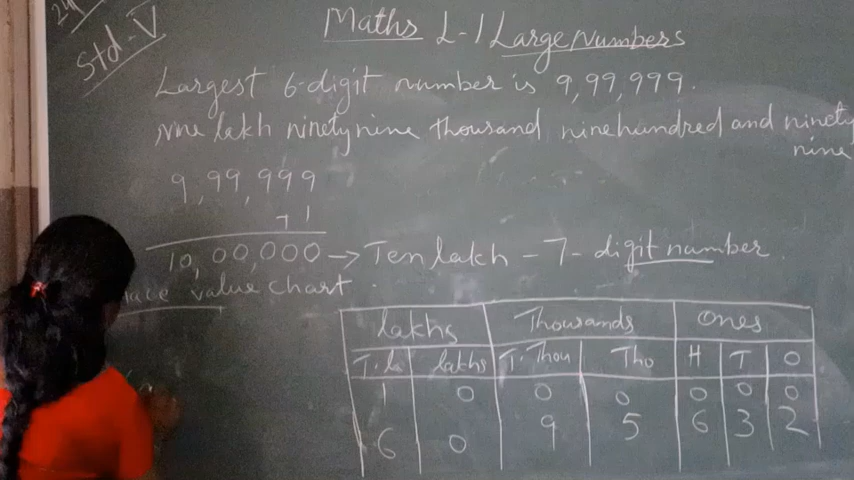 Std-V
Maths L-1 Large Numbers
Largest 6-digit number is 9,99,999.
Nine lakh ninety nine thousand nine hundred and ninety
nine
9,99,999
+1
10,00,000 → Ten lakh - 7- digit number.
value chart
lakhs Thousands Ones
T.La lakhs T.Thou Tho H T O
1 0 0 0 0 0 0
6 0 9 5 6 3 2